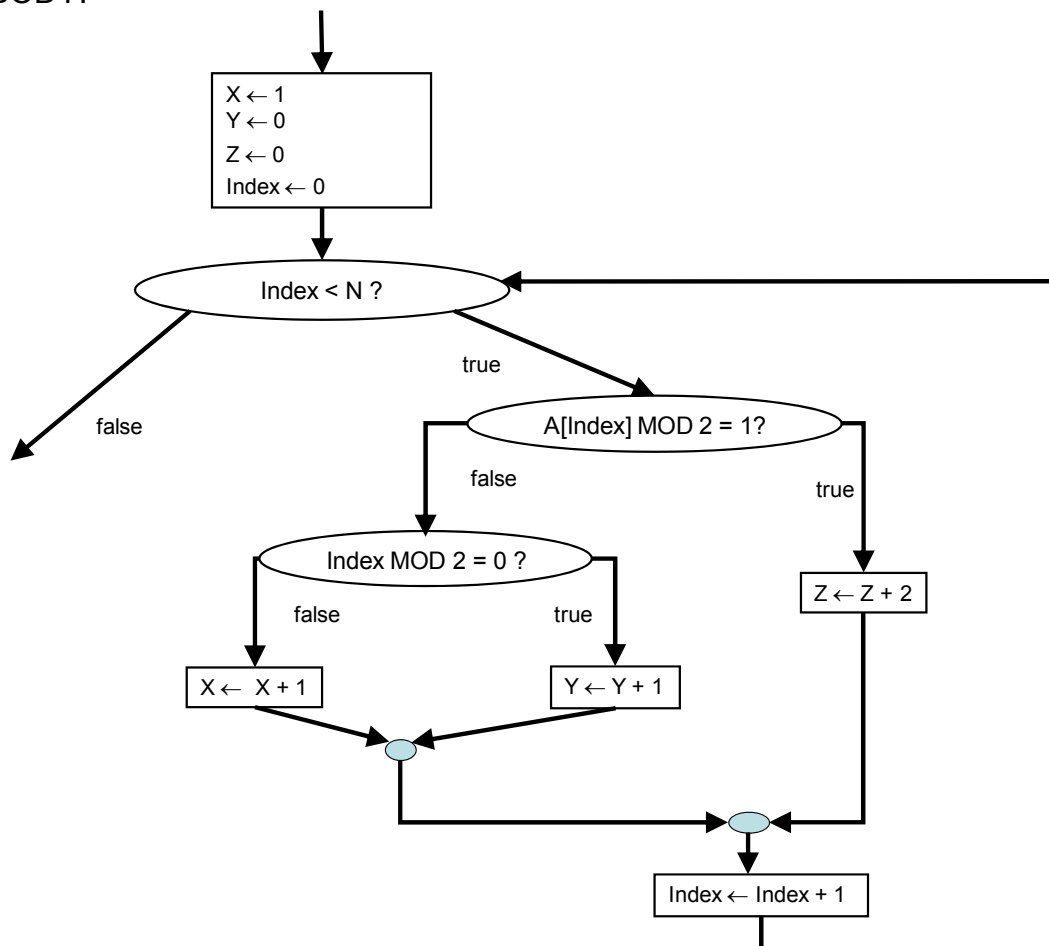 X ← 1
Y ← 0
Z ← 0
Index ← 0
Index < N ?
true
false
A[Index] MOD 2 = 1?
false
true
Index MOD 2 = 0 ?
Z ← Z + 2
false
true
X ← X + 1
Y ← Y + 1
Index ← Index + 1